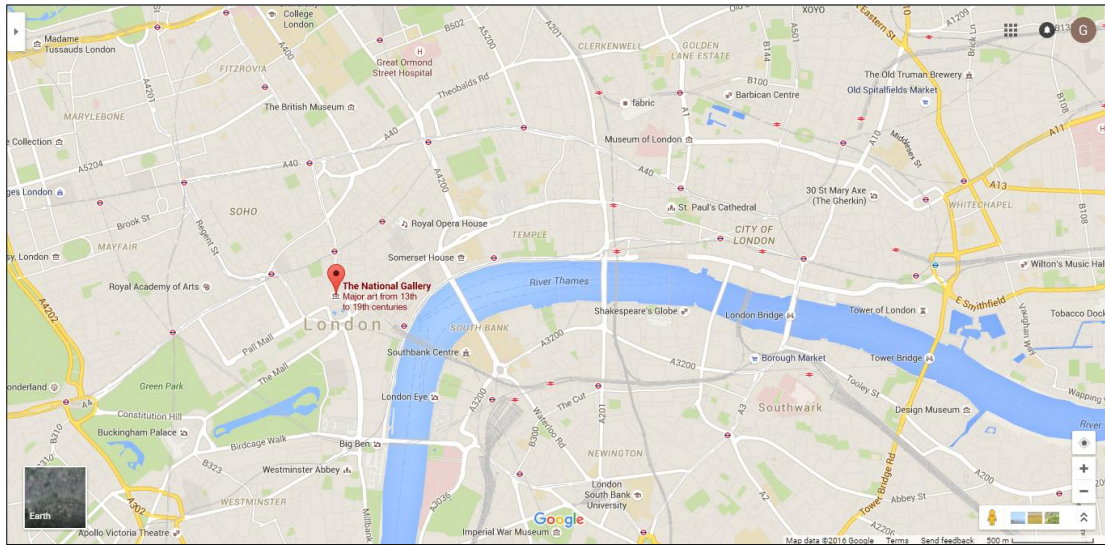 Madame
Tussauds London
College
London
B502
A5200
A201
XOYO
A501
B144
A1209
Eastern St
Brick Ln
B13
G
A4201
A400
FITZROVIA
Great Ormond
Street Hospital
CLERKENWELL
GOLDEN
LANE ESTATE
B100
The Old Truman Brewery
Old Spitalfields Market
Theobalds Rd
The British Museum
fabric
A1
Barbican Centre
B108
MARYLEBONE
A40
Museum of London
A10
Middlesex St
A11
e Collection
A5204
A40
A4200
A13
ges London
SOHO
30 St Mary Axe
(The Gherkin)
WHITECHAPEL
B108
Brook St
Regent St
Royal Opera House
TEMPLE
St. Paul's Cathedral
CITY OF
LONDON
MAYFAIR
sy, London
Somerset House
Wilton's Music Hal
Royal Academy of Arts
The National Gallery
Major art from 13th
to 19th centuries
River Thames
A4202
London
SOUTH BANK
Shakespeare's Globe
London Bridge
Tower of London
E Smithfield
Vaughan Way
Tobacco Dock
Pall Mall
Southbank Centre
A3200
A3200
Borough Market
Tower Bridge
The Mall
Green Park
onderland
A4
London Eye
A3200
The Cut
A201
A3
Tooley St
Wapping
Constitution Hill
Southwark
Design Museum
River
Buckingham Palace
Birdcage Walk
Big Ben
B300
Waterloo Rd
B310
B323
Westminster Abbey
NEWINGTON
Tower Bridge Rd
A200
B310
WESTMINSTER
Millbank
A3036
London
South Bank
University
A2
Abbey St
Earth
A302
Apollo Victoria Theatre
Imperial War Museum
Google
A2206
Map data ©2016 Google
Terms
Send feedback
500 m